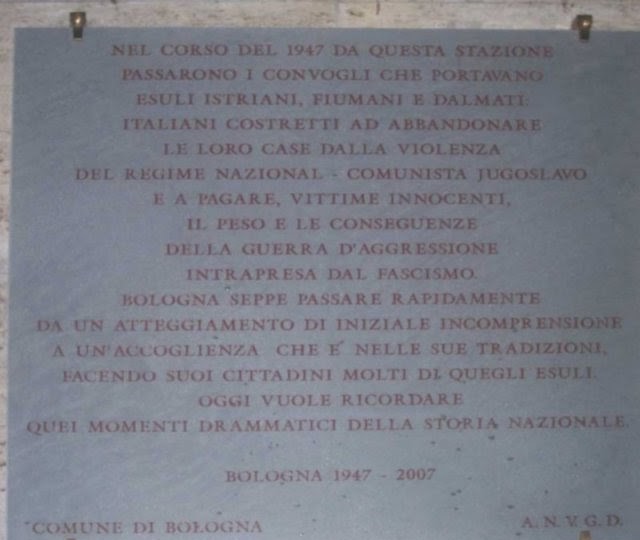 NEL CORSO DEL 1947 DA QUESTA STAZIONE
PASSARONO I CONVOGLI CHE PORTAVANO
ESULI ISTRIANI, FIUMANI E DALMATI:
ITALIANI COSTRETTI AD ABBANDONARE
LE LORO CASE DALLA VIOLENZA
DEL REGIME NAZIONAL - COMUNISTA JUGOSLAVO
E A PAGARE, VITTIME INNOCENTI,
IL PESO E LE CONSEGUENZE
DELLA GUERRA D'AGGRESSIONE
INTRAPRESA DAL FASCISMO.
BOLOGNA SEPPE PASSARE RAPIDAMENTE
DA UN ATTEGGIAMENTO DI INIZIALE INCOMPRENSIONE
A UN'ACCOGLIENZA CHE E' NELLE SUE TRADIZIONI,
FACENDO SUOI CITTADINI MOLTI DI QUEGLI ESULI.
OGGI VUOLE RICORDARE
QUEI MOMENTI DRAMMATICI DELLA STORIA NAZIONALE.
BOLOGNA 1947 - 2007
COMUNE DI BOLOGNA A. N. V. G. D.